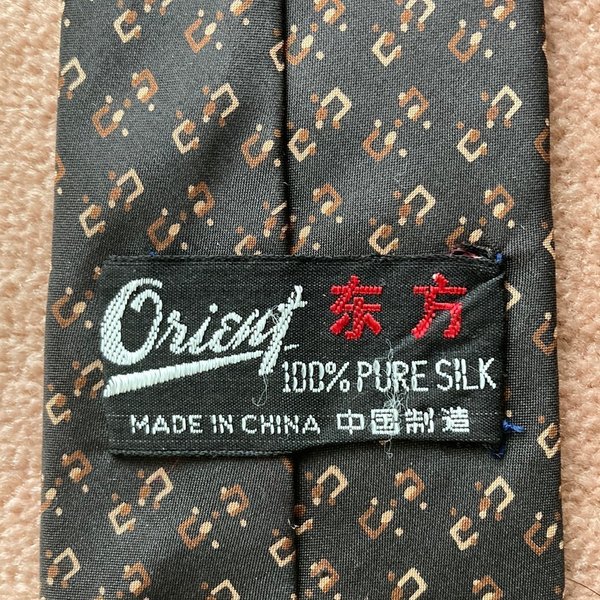 Orient 东方
100% PURE SILK
MADE IN CHINA 中国制造